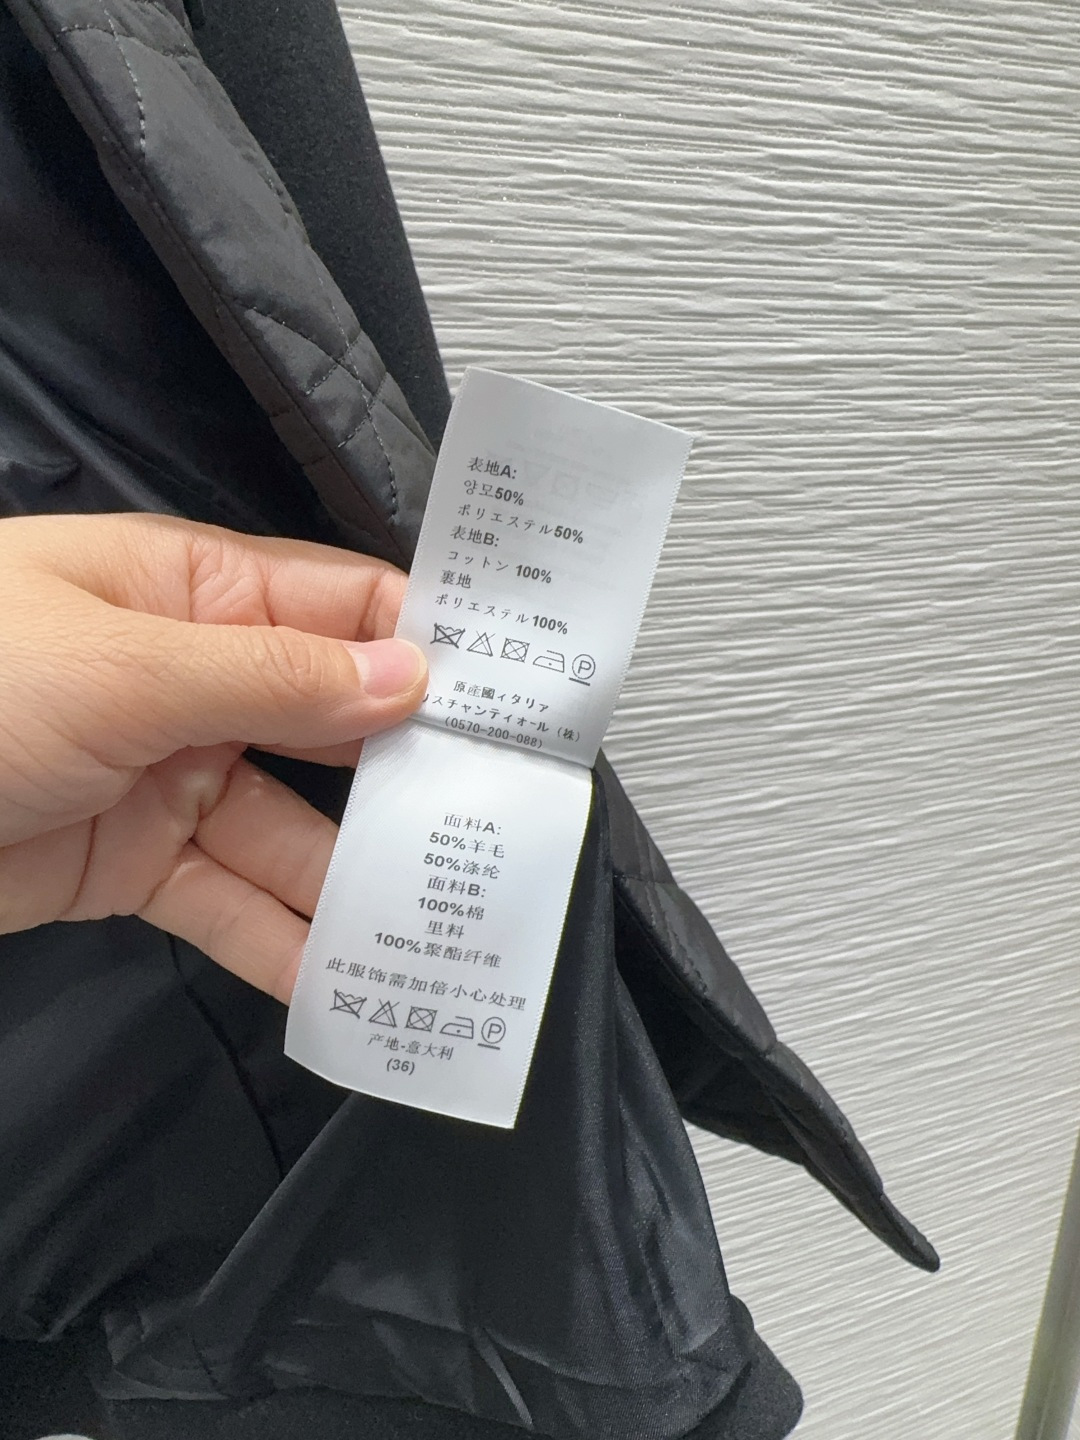 表地A:
양모50%
ポリエステル50%
表地B:
コットン 100%
裏地
ポリエステル100%
P
原産國イタリア
リスチャンディオール（株）
(0570-200-088)
面料A:
50%羊毛
50%涤纶
面料B:
100%棉
里料
100%聚酯纤维
此服饰需加倍小心处理
P
产地-意大利
(36)